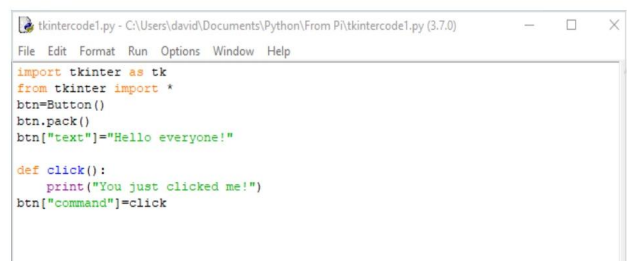 tkintercode1.py - C:\Users\david\Documents\Python\From Pi\tkintercode1.py (3.7.0)
File Edit Format Run Options Window Help
import tkinter as tk
from tkinter import *
btn=Button()
btn.pack()
btn["text"]="Hello everyone!"

def click():
    print("You just clicked me!")
btn["command"]=click